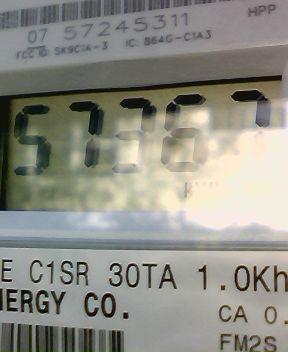 HPP
07 57245311
FCC ID: SK9C1A-3 IC: 864G-C1A3
57367
E C1SR 30TA 1.0Kh
NERGY CO.
CA 0.
FM2S